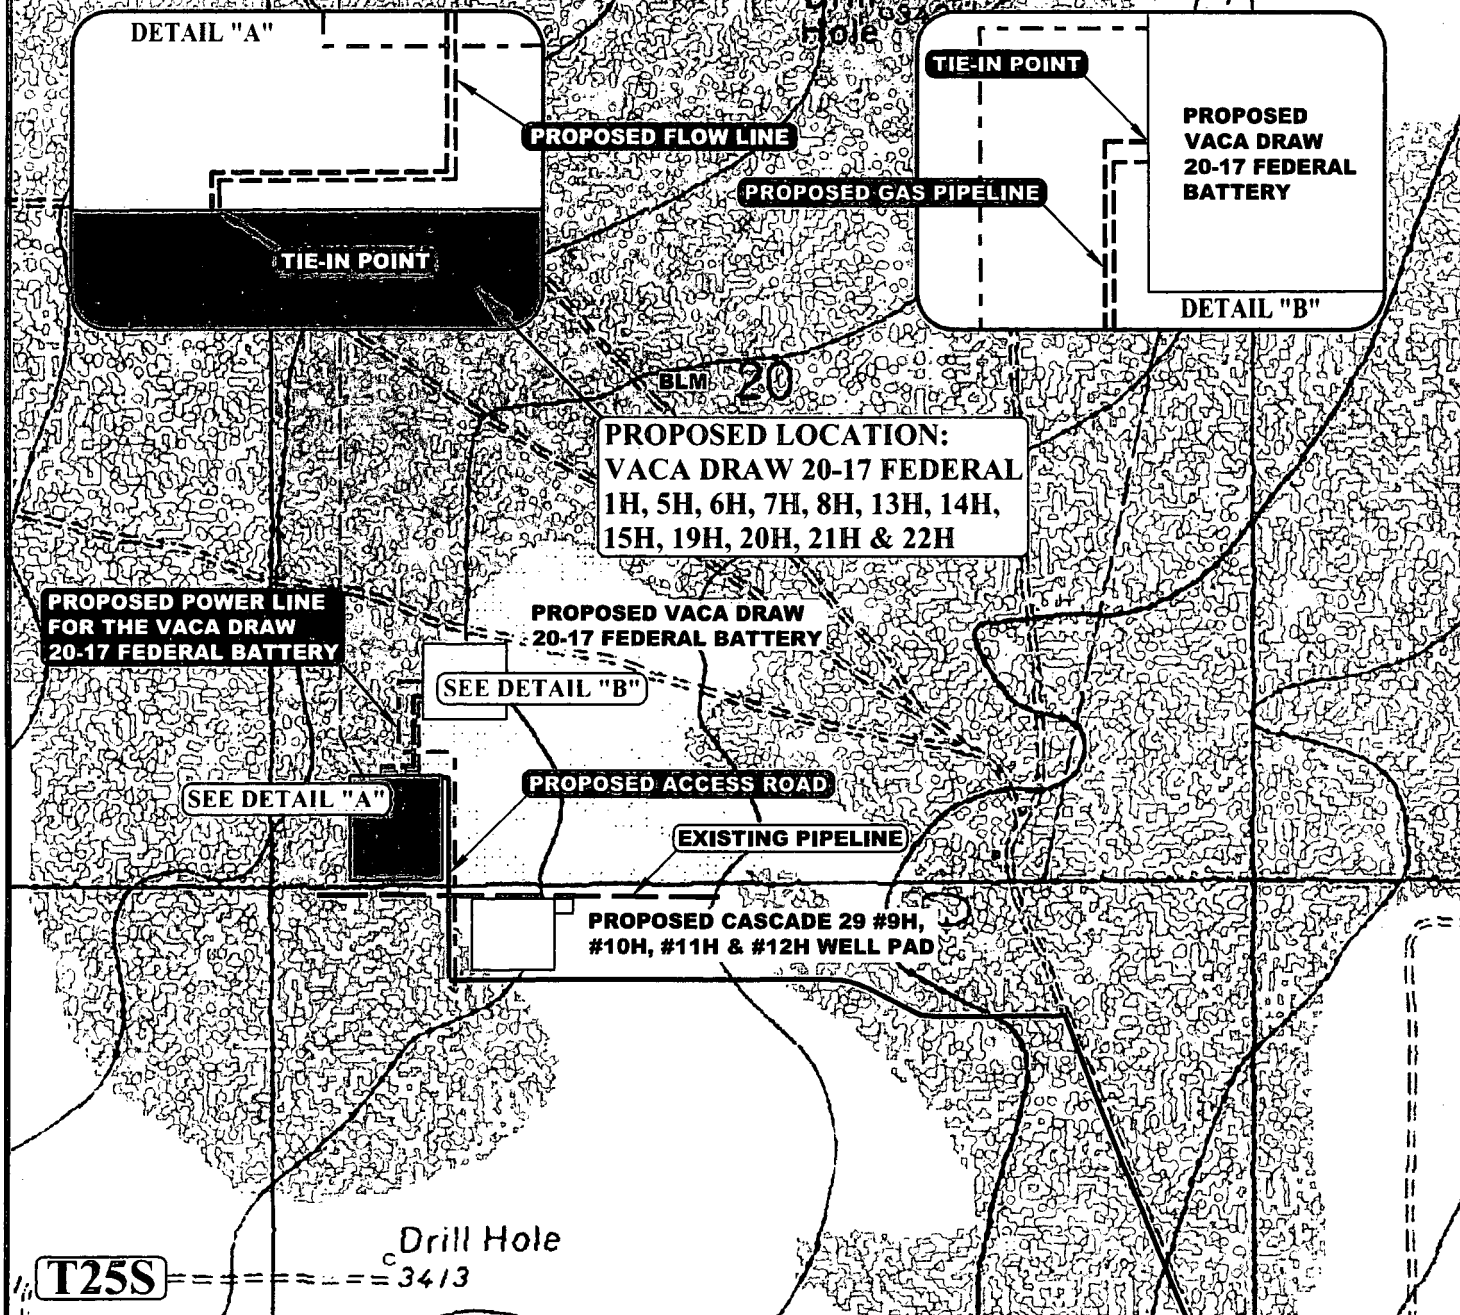 DETAIL "A"
Hole
PROPOSED FLOW LINE
TIE-IN POINT
TIE-IN POINT
PROPOSED
VACA DRAW
20-17 FEDERAL
BATTERY
PROPOSED GAS PIPELINE
DETAIL "B"
BLM 20
PROPOSED LOCATION:
VACA DRAW 20-17 FEDERAL
1H, 5H, 6H, 7H, 8H, 13H, 14H,
15H, 19H, 20H, 21H & 22H
PROPOSED POWER LINE
FOR THE VACA DRAW
20-17 FEDERAL BATTERY
PROPOSED VACA DRAW
20-17 FEDERAL BATTERY
SEE DETAIL "B"
SEE DETAIL "A"
PROPOSED ACCESS ROAD
EXISTING PIPELINE
PROPOSED CASCADE 29 #9H,
#10H, #11H & #12H WELL PAD
Drill Hole
3413
T25S